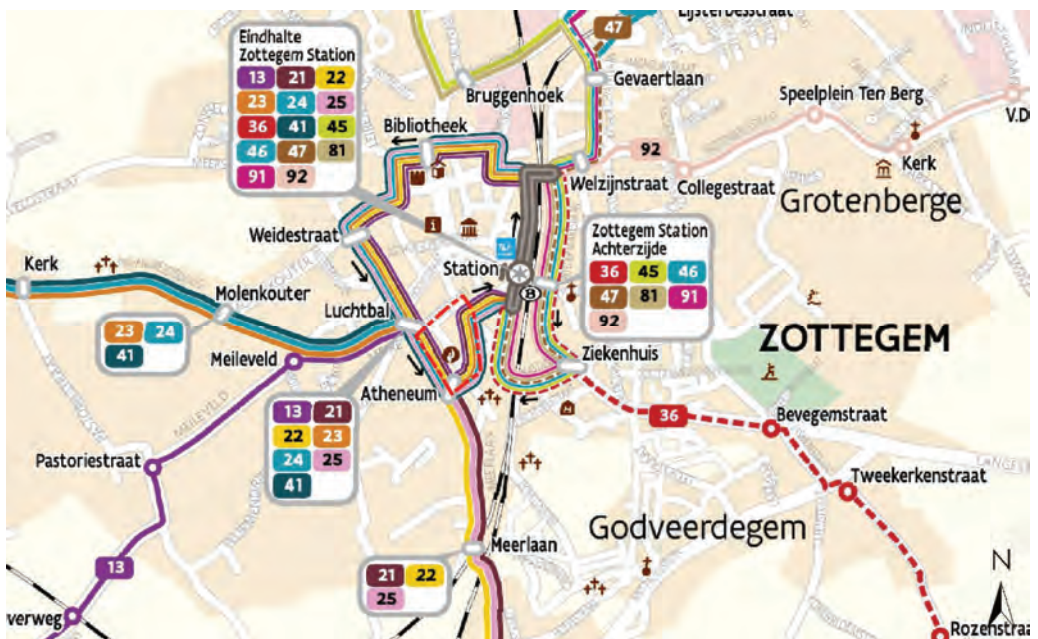 Lijsterbesstraat
47
Eindhalte
Zottegem Station
13 21 22
23 24 25
36 41 45
46 47 81
91 92
Gevaertlaan
Bruggenhoek
Speelplein Ten Berg
V.D
Bibliotheek
92
Kerk
Welzijnstraat
Collegestraat
Grotenberge
Weidestraat
i
Zottegem Station
Achterzijde
36 45 46
47 81 91
92
Station
B
Kerk
Molenkouter
Luchtbal
23 24
41
Meileveld
ZOTTEGEM
Ziekenhuis
Atheneum
H
36
Bevegemstraat
13 21
22 23
24 25
41
MEILEVELD
Pastoriestraat
Tweekerkenstraat
Godveerdegem
Meerlaan
13
21 22
25
N
verweg
Rozenstraa